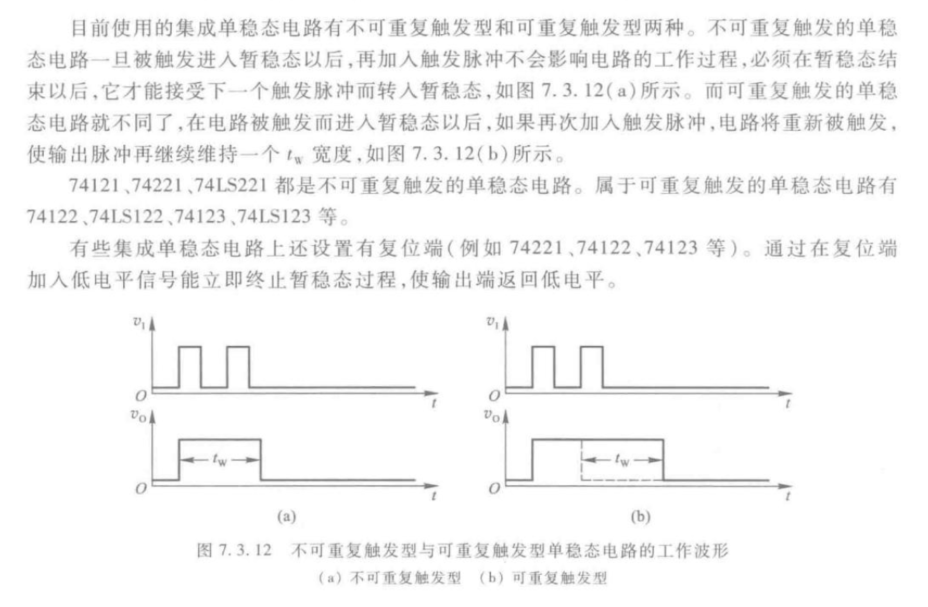 目前使用的集成单稳态电路有不可重复触发型和可重复触发型两种。不可重复触发的单稳
态电路一旦被触发进入暂稳态以后,再加入触发脉冲不会影响电路的工作过程,必须在暂稳态结
束以后,它才能接受下一个触发脉冲而转入暂稳态,如图 7.3.12(a)所示。而可重复触发的单稳
态电路就不同了,在电路被触发而进入暂稳态以后,如果再次加入触发脉冲,电路将重新被触发,
使输出脉冲再继续维持一个 tW 宽度,如图 7.3.12(b)所示。
74121、74221、74LS221 都是不可重复触发的单稳态电路。属于可重复触发的单稳态电路有
74122、74LS122、74123、74LS123 等。
有些集成单稳态电路上还设置有复位端(例如 74221、74122、74123 等)。通过在复位端
加入低电平信号能立即终止暂稳态过程,使输出端返回低电平。
vI
O
t
vO
tW
O
t
(a)
vI
O
t
vO
tW
O
t
(b)
图 7.3.12 不可重复触发型与可重复触发型单稳态电路的工作波形
(a) 不可重复触发型 (b) 可重复触发型